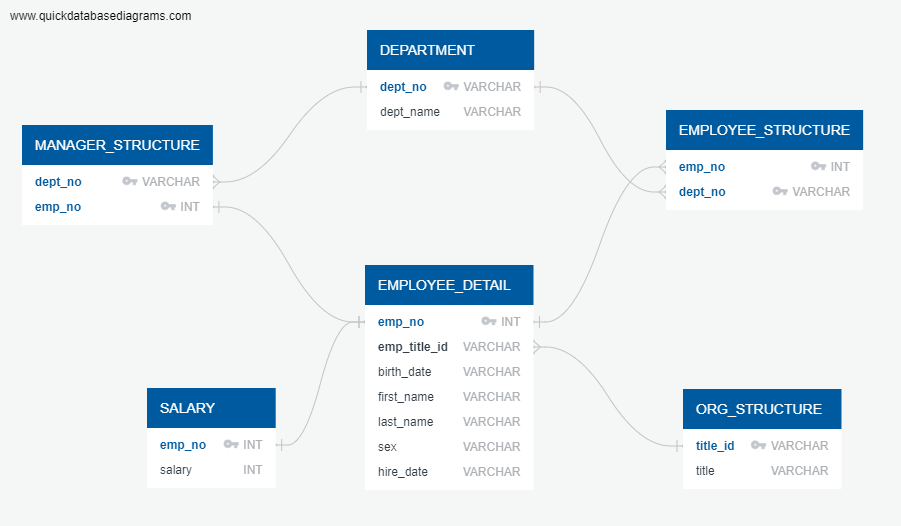 www.quickdatabasediagrams.com
DEPARTMENT
dept_no VARCHAR
dept_name VARCHAR
MANAGER_STRUCTURE
dept_no VARCHAR
emp_no INT
EMPLOYEE_STRUCTURE
emp_no INT
dept_no VARCHAR
EMPLOYEE_DETAIL
emp_no INT
emp_title_id VARCHAR
birth_date VARCHAR
first_name VARCHAR
last_name VARCHAR
sex VARCHAR
hire_date VARCHAR
SALARY
emp_no INT
salary INT
ORG_STRUCTURE
title_id VARCHAR
title VARCHAR